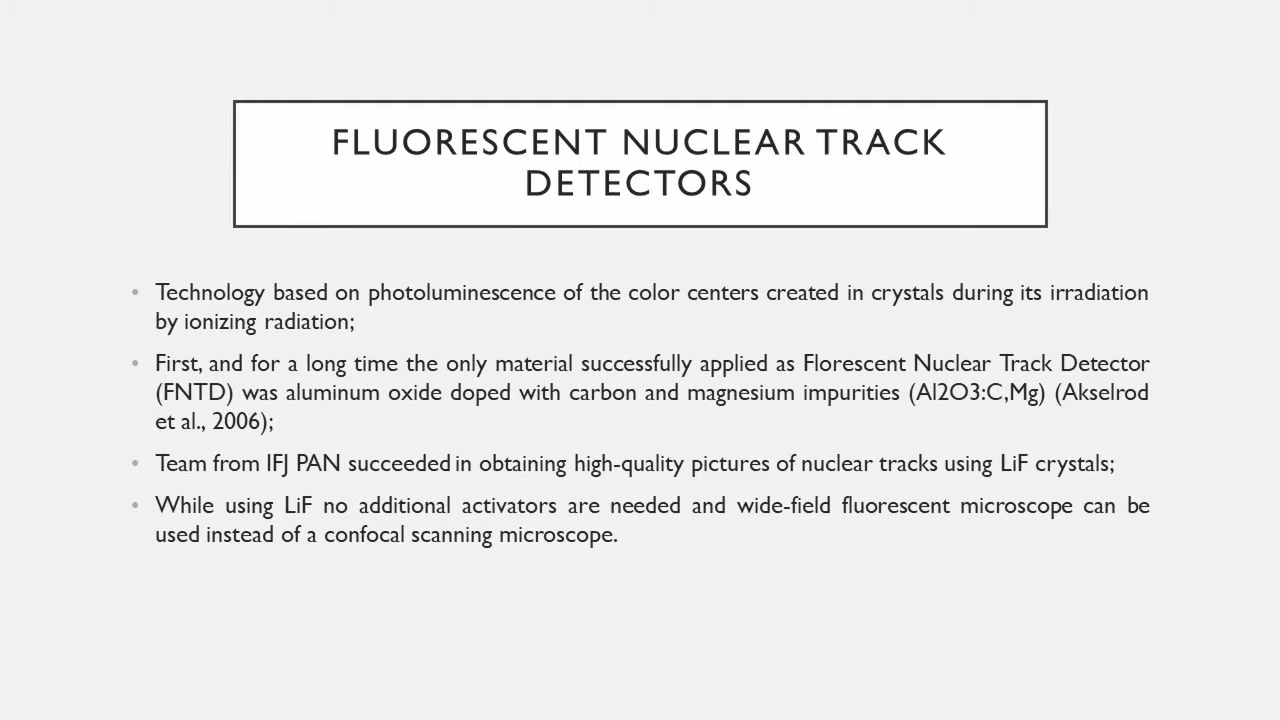 FLUORESCENT NUCLEAR TRACK
DETECTORS
• Technology based on photoluminescence of the color centers created in crystals during its irradiation
by ionizing radiation;
• First, and for a long time the only material successfully applied as Florescent Nuclear Track Detector
(FNTD) was aluminum oxide doped with carbon and magnesium impurities (Al2O3:C,Mg) (Akselrod
et al., 2006);
• Team from IFJ PAN succeeded in obtaining high-quality pictures of nuclear tracks using LiF crystals;
• While using LiF no additional activators are needed and wide-field fluorescent microscope can be
used instead of a confocal scanning microscope.